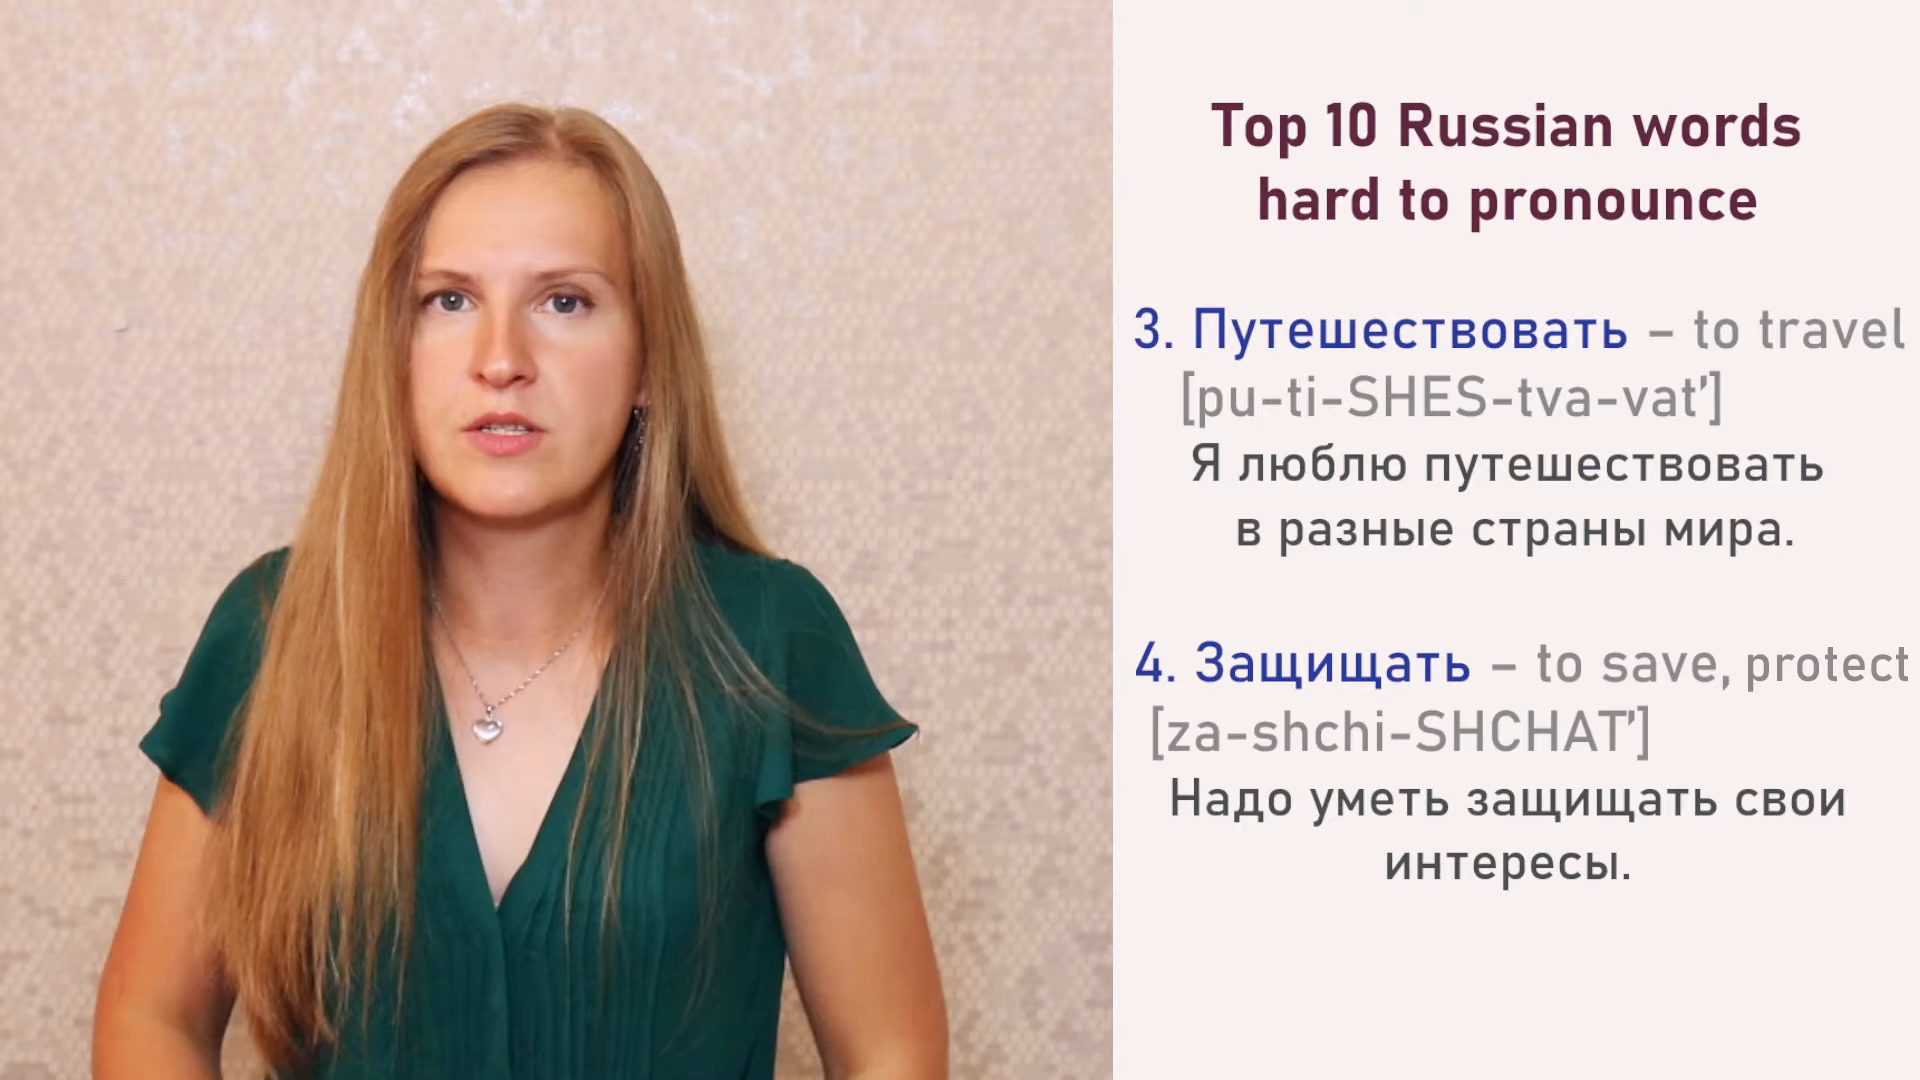 Top 10 Russian words
hard to pronounce
3. Путешествовать – to travel
[pu-ti-SHES-tva-vat’]
Я люблю путешествовать
в разные страны мира.
4. Защищать – to save, protect
[za-shchi-SHCHAT’]
Надо уметь защищать свои
интересы.